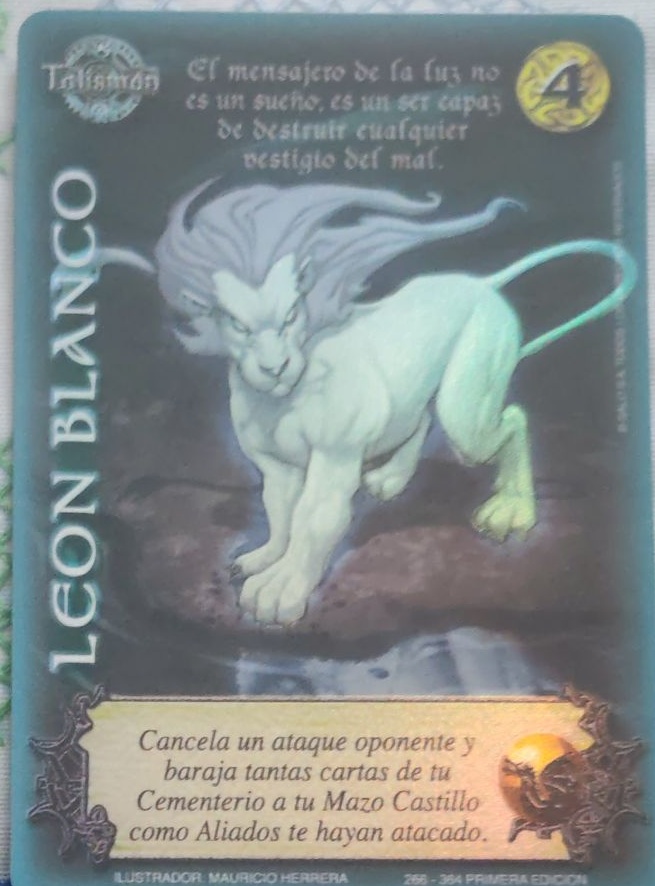 Talisman
El mensajero de la luz no
es un sueño, es un ser capaz
de destruir cualquier
vestigio del mal.
4
LEON BLANCO
Cancela un ataque oponente y
baraja tantas cartas de tu
Cementerio a tu Mazo Castillo
como Aliados te hayan atacado.
ILUSTRADOR: MAURICIO HERRERA 266 - 364 PRIMERA EDICION